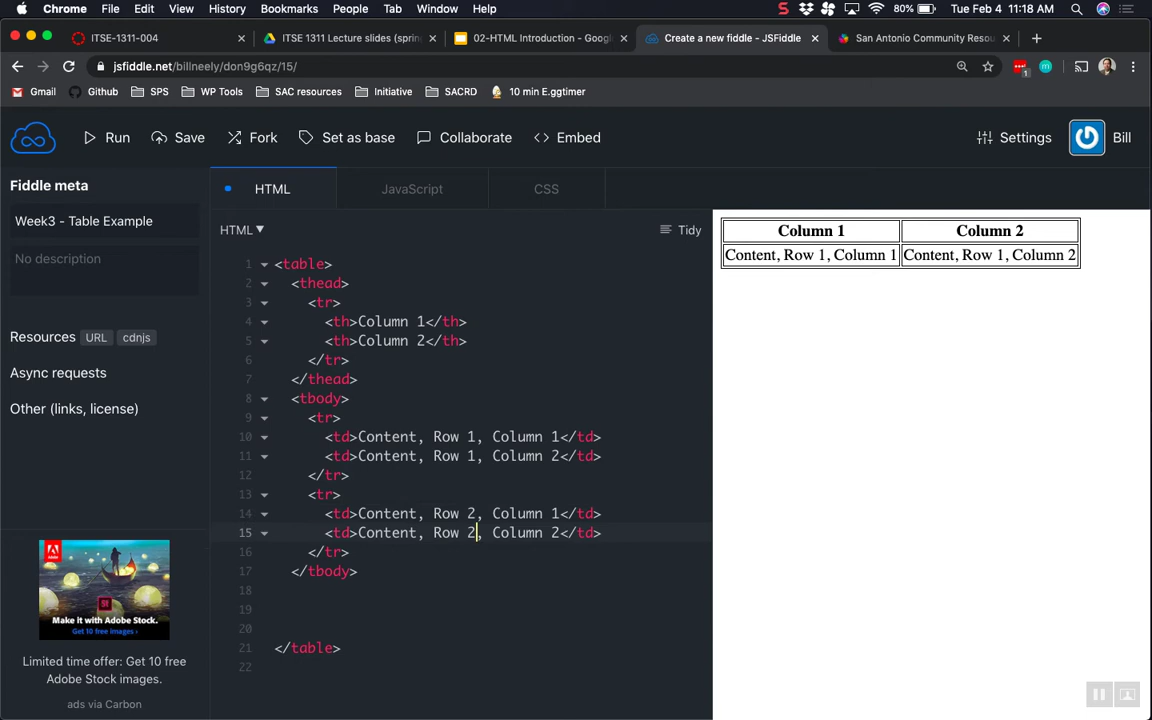 Chrome File Edit View History Bookmarks People Tab Window Help S 80% Tue Feb 4 11:18 AM
ITSE-1311-004 ITSE 1311 Lecture slides (spring 02-HTML Introduction - Google Create a new fiddle - JSFiddle San Antonio Community Resou
jsfiddle.net/billneely/don9g6qz/15/ 1 m
Gmail Github SPS WP Tools SAC resources Initiative SACRD 10 min E.ggtimer
Run Save Fork Set as base Collaborate Embed Settings Bill
Fiddle meta
HTML JavaScript CSS
Week3 - Table Example
No description
Resources URL cdnjs
Async requests
Other (links, license)
HTML▼ Tidy
1 <table>
2 <thead>
3 <tr>
4 <th>Column 1</th>
5 <th>Column 2</th>
6 </tr>
7 </thead>
8 <tbody>
9 <tr>
10 <td>Content, Row 1, Column 1</td>
11 <td>Content, Row 1, Column 2</td>
12 </tr>
13 <tr>
14 <td>Content, Row 2, Column 1</td>
15 <td>Content, Row 2, Column 2</td>
16 </tr>
17 </tbody>
18
19
20
21 </table>
22
Column 1 Column 2
Content, Row 1, Column 1 Content, Row 1, Column 2
St
Make it with Adobe Stock.
Get 10 free images ›
Limited time offer: Get 10 free
Adobe Stock images.
ads via Carbon